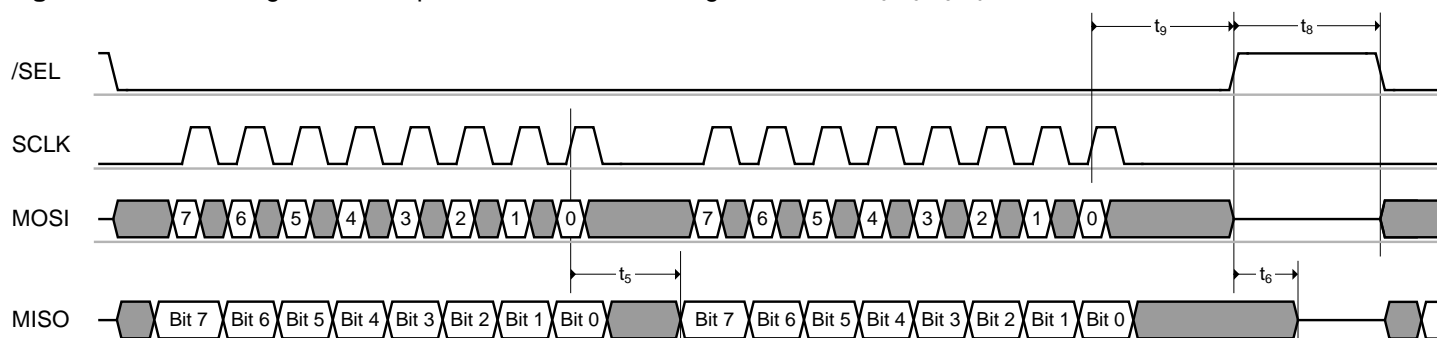 t₉ t₈
/SEL
SCLK
MOSI 7 6 5 4 3 2 1 0 7 6 5 4 3 2 1 0
t₅ t₆
MISO Bit 7 Bit 6 Bit 5 Bit 4 Bit 3 Bit 2 Bit 1 Bit 0 Bit 7 Bit 6 Bit 5 Bit 4 Bit 3 Bit 2 Bit 1 Bit 0